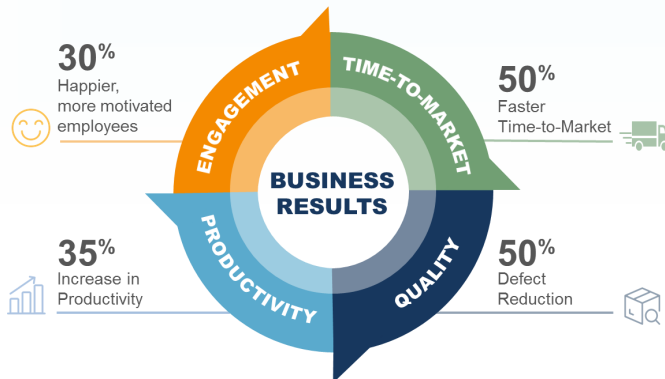 30%
Happier,
more motivated
employees
ENGAGEMENT
TIME-TO-MARKET
50%
Faster
Time-to-Market
BUSINESS
RESULTS
35%
Increase in
Productivity
PRODUCTIVITY
QUALITY
50%
Defect
Reduction